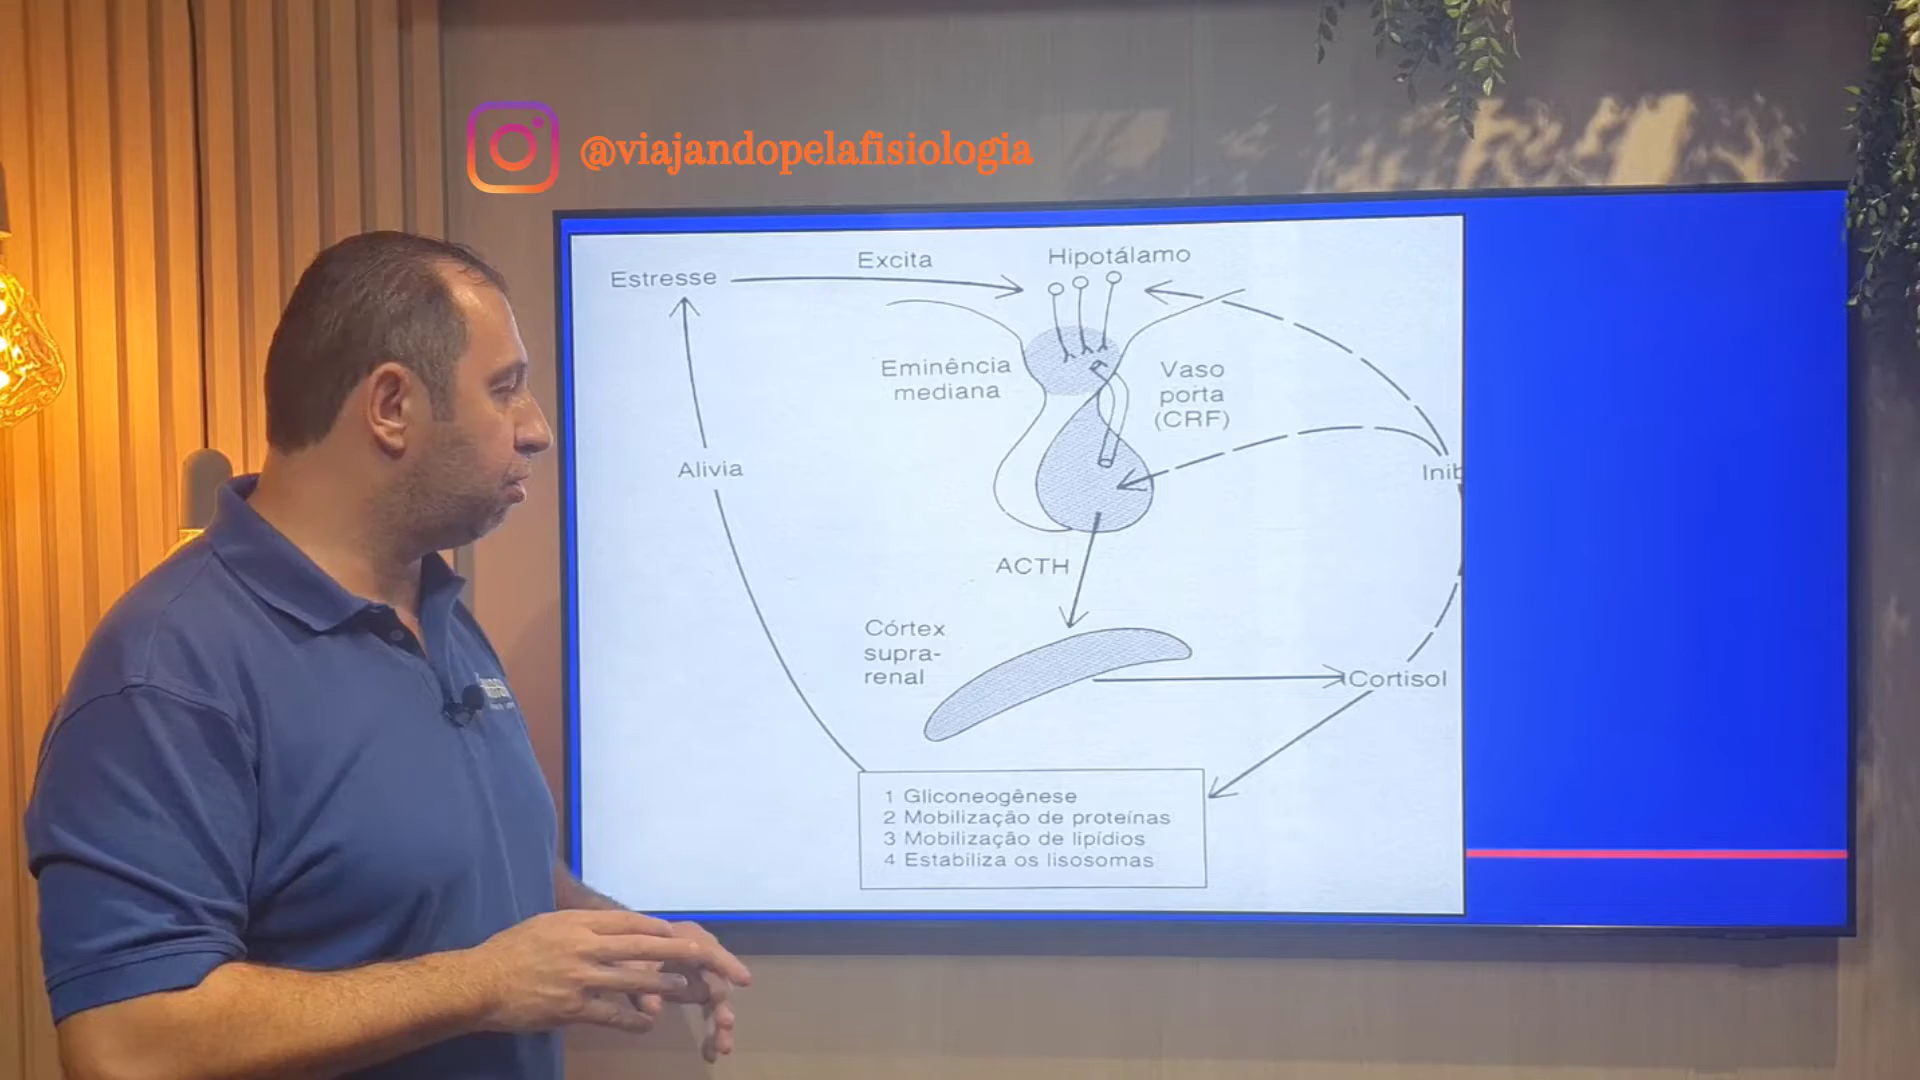 @viajandopelafisiologia
Excita
Hipotálamo
Estresse
Eminência
mediana
Vaso
porta
(CRF)
Alivia
Inib
ACTH
Córtex
supra-
renal
Cortisol
1 Gliconeogênese
2 Mobilização de proteínas
3 Mobilização de lipídios
4 Estabiliza os lisosomas